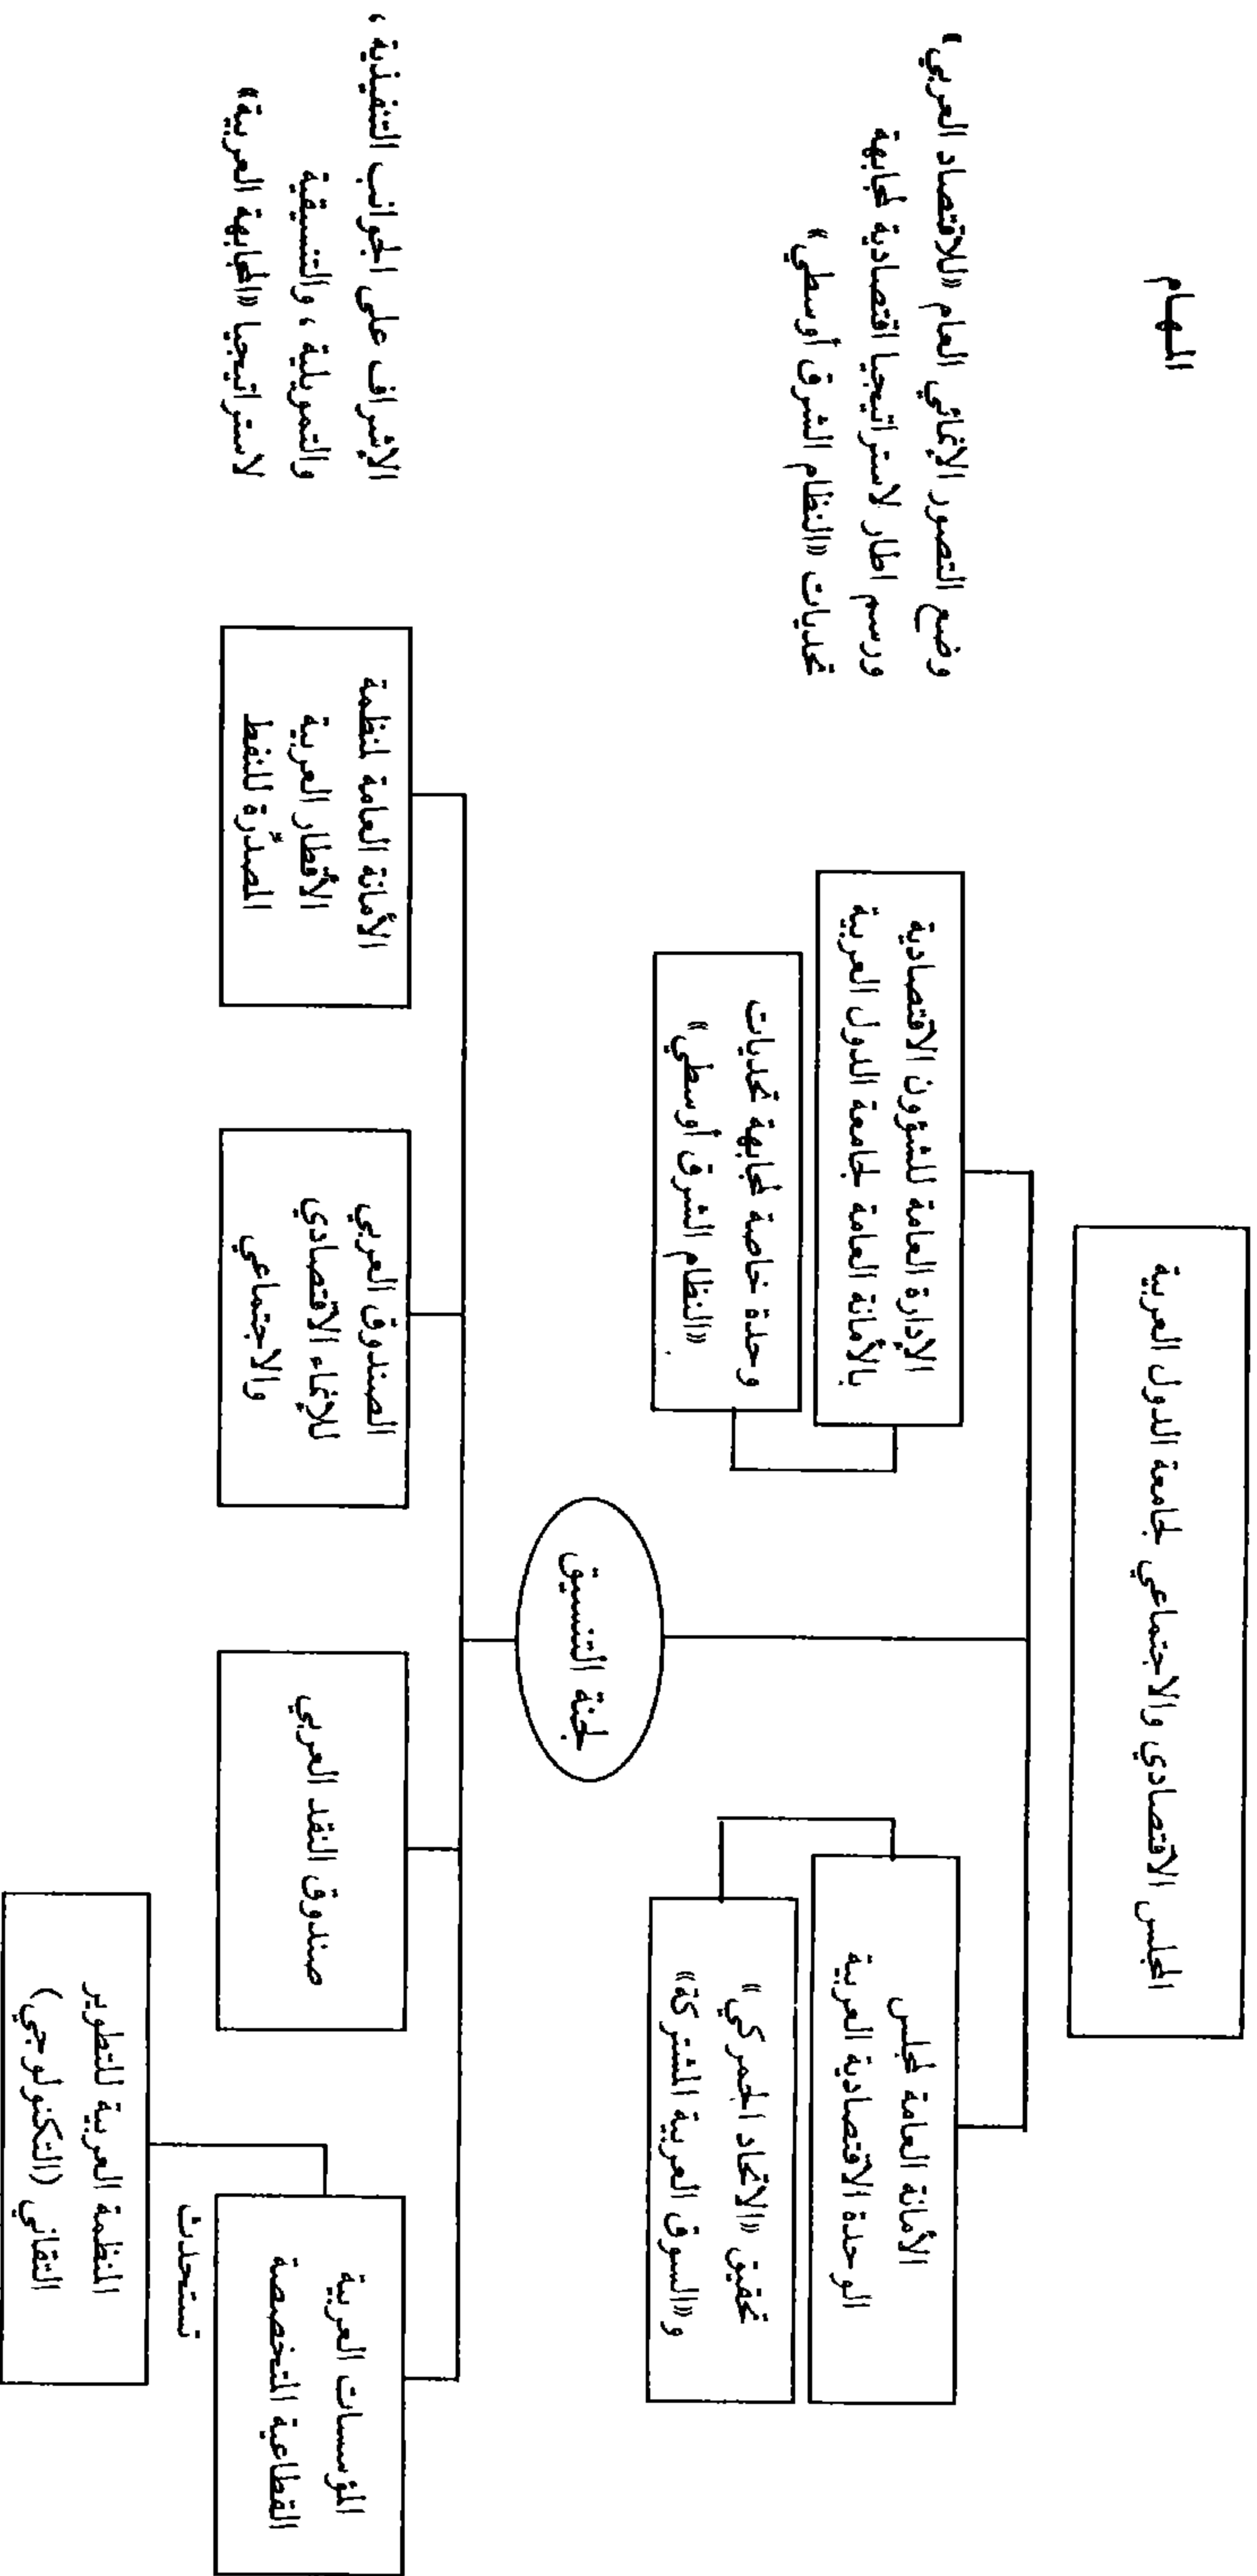 المهام
المجلس الاقتصادي والاجتماعي لجامعة الدول العربية
وضع التصور الإنمائي العام «للاقتصاد العربي»
ورسم اطار لاستراتيجيا اقتصادية لمجابهة
تحديات «النظام الشرق أوسطي»
الإدارة العامة للشؤون الاقتصادية
بالأمانة العامة لجامعة الدول العربية
وحدة خاصة لمجابهة تحديات
«النظام الشرق أوسطي»
الأمانة العامة لمجلس
الوحدة الاقتصادية العربية
تحقيق «الاتحاد الجمركي»
و«السوق العربية المشتركة»
لجنة التنسيق
الإشراف على الجوانب التنفيذية ،
والتمويلية ، والتنسيقية
لاستراتيجيا «المجابهة العربية»
الأمانة العامة لمنظمة
الأقطار العربية
المصدّرة للنفط
الصندوق العربي
للإنماء الاقتصادي
والاجتماعي
صندوق النقد العربي
المؤسسات العربية
القطاعية المتخصصة
تستحدث
المنظمة العربية للتطوير
التقاني (التكنولوجي)